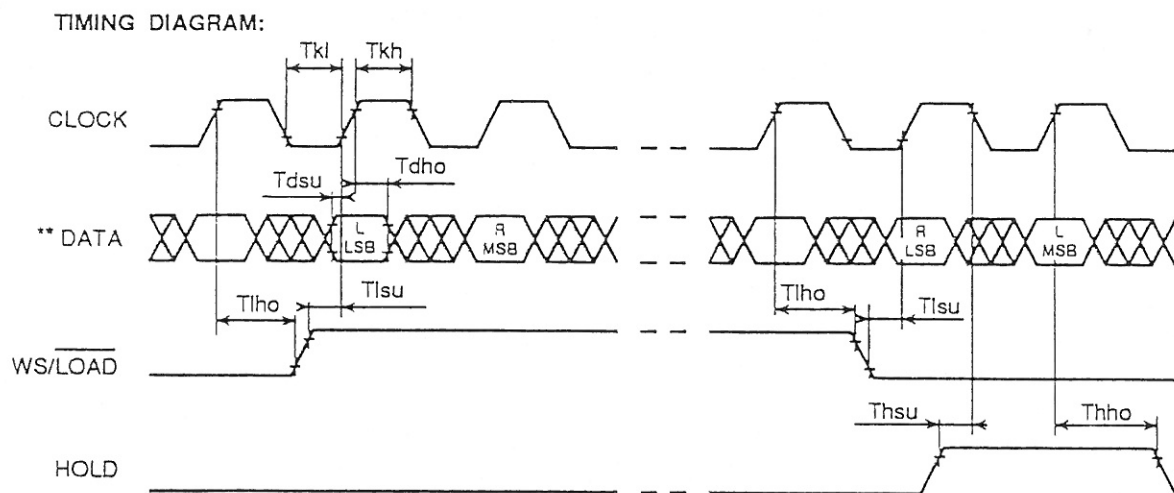 TIMING DIAGRAM:
Tkl Tkh
CLOCK
Tdsu Tdho
** DATA
L LSB
R MSB
R LSB
L MSB
Tlho Tlsu Tlho Tlsu
WS/LOAD
Thsu Thho
HOLD